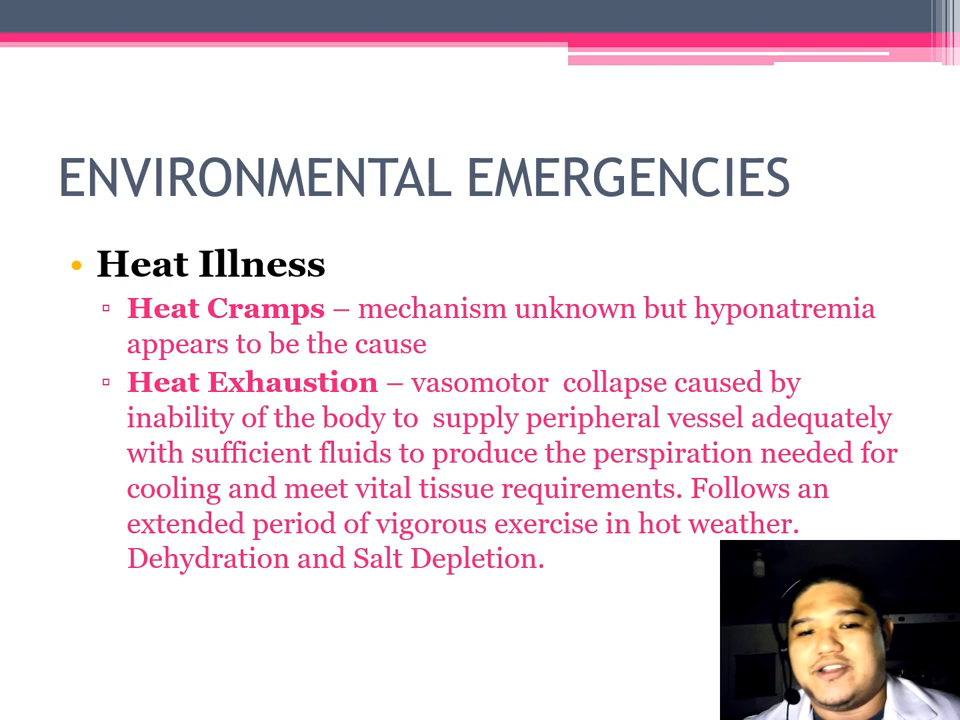 ENVIRONMENTAL EMERGENCIES
• Heat Illness
▫ Heat Cramps – mechanism unknown but hyponatremia
appears to be the cause
▫ Heat Exhaustion – vasomotor  collapse caused by
inability of the body to  supply peripheral vessel adequately
with sufficient fluids to produce the perspiration needed for
cooling and meet vital tissue requirements. Follows an
extended period of vigorous exercise in hot weather.
Dehydration and Salt Depletion.